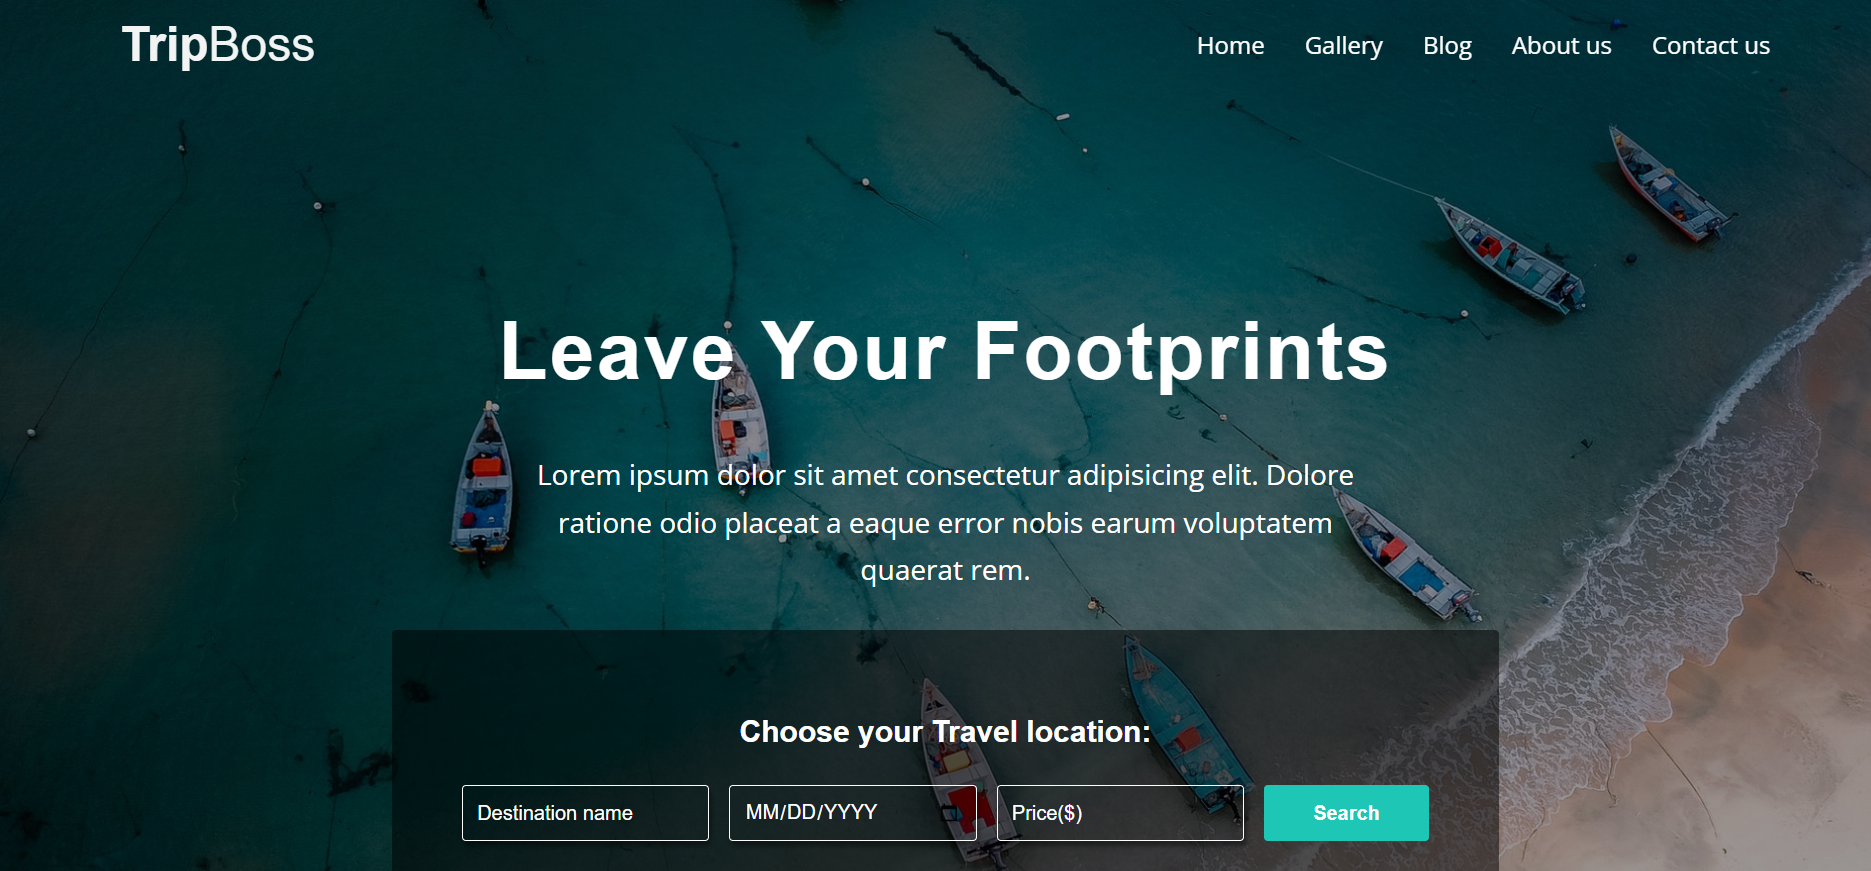 TripBoss
Home Gallery Blog About us Contact us
Leave Your Footprints
Lorem ipsum dolor sit amet consectetur adipisicing elit. Dolore
ratione odio placeat a eaque error nobis earum voluptatem
quaerat rem.
Choose your Travel location:
Destination name MM/DD/YYYY Price($) Search